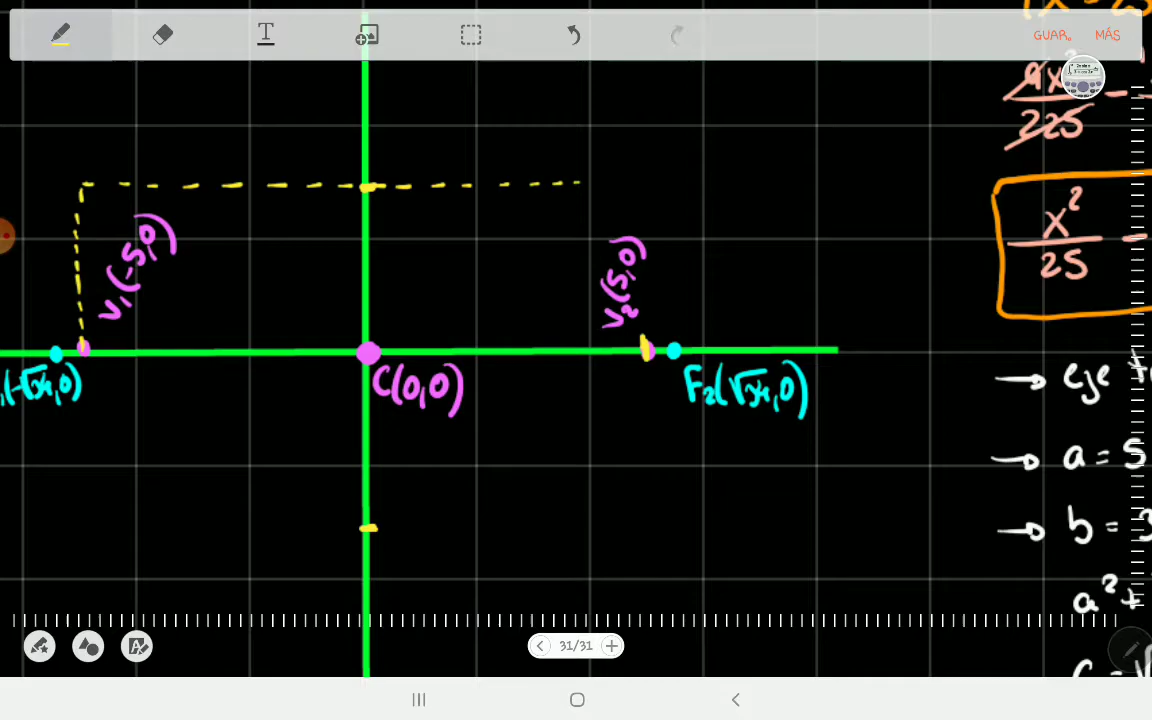 T
GUAR. MÁS
225
x²
25
V₁(-5,0)
V₂(5,0)
(-√34,0)
C(0,0)
F₂(√34,0)
→ eje
→ a = 5
→ b = 3
a² +
31/31